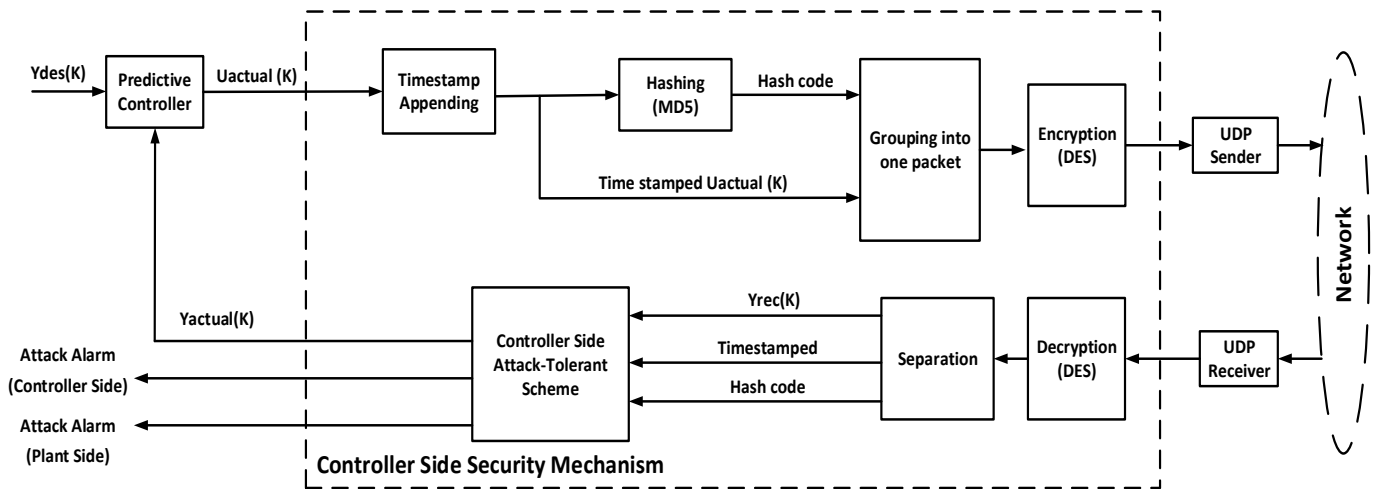 Ydes(K)
Predictive
Controller
Uactual (K)
Timestamp
Appending
Hashing
(MD5)
Hash code
Time stamped Uactual (K)
Grouping into
one packet
Encryption
(DES)
UDP
Sender
Network
Yactual(K)
Attack Alarm
(Controller Side)
Attack Alarm
(Plant Side)
Controller Side
Attack-Tolerant
Scheme
Yrec(K)
Timestamped
Hash code
Separation
Decryption
(DES)
UDP
Receiver
Controller Side Security Mechanism